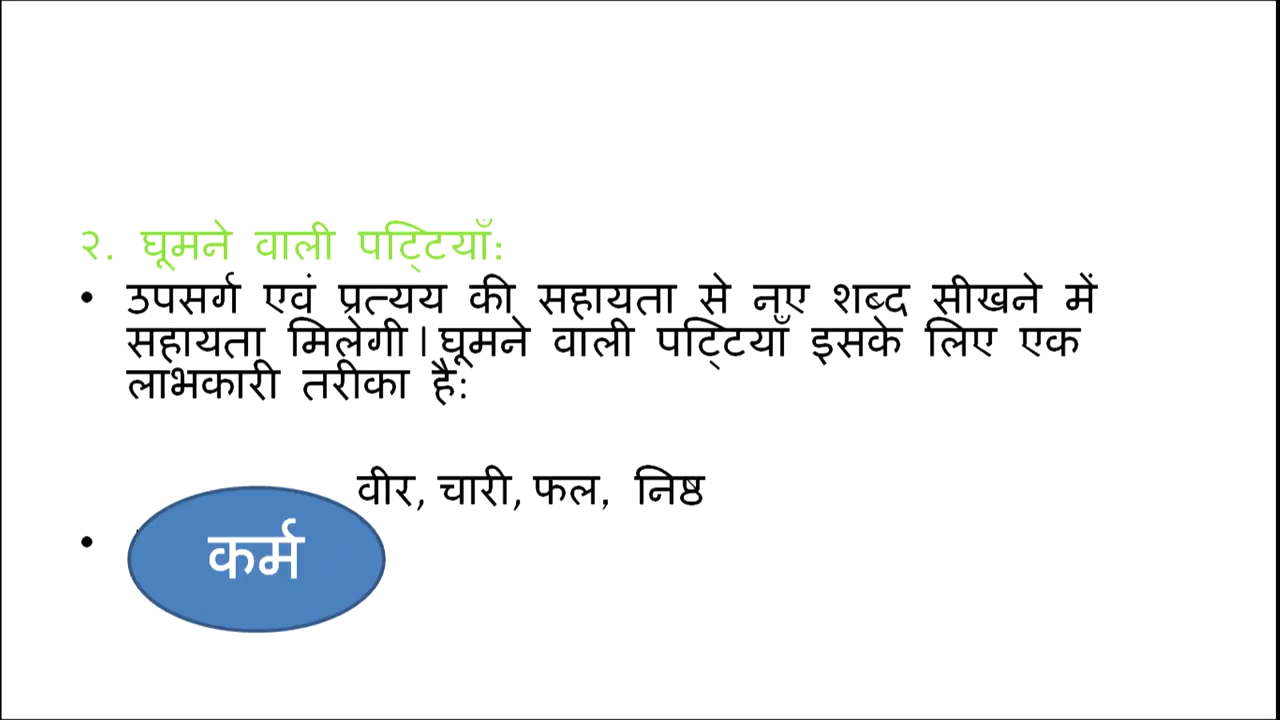 २. घूमने वाली पट्टियाँ:
• उपसर्ग एवं प्रत्यय की सहायता से नए शब्द सीखने में
सहायता मिलेगी।घूमने वाली पट्टियाँ इसके लिए एक
लाभकारी तरीका है:
वीर, चारी, फल, निष्ठ
• कर्म